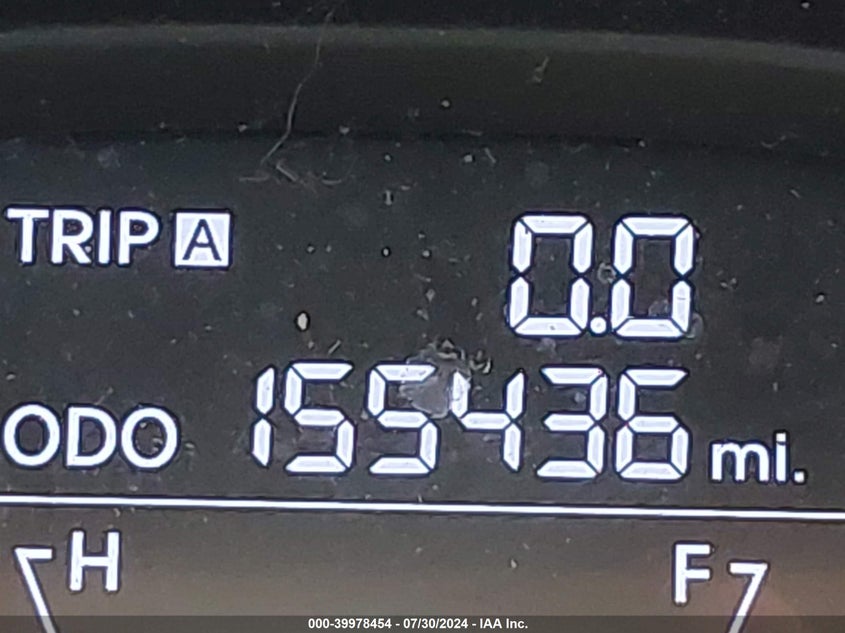 TRIP A 0.0
ODO 155436 mi.
H F
000-39978454 - 07/30/2024 - IAA Inc.